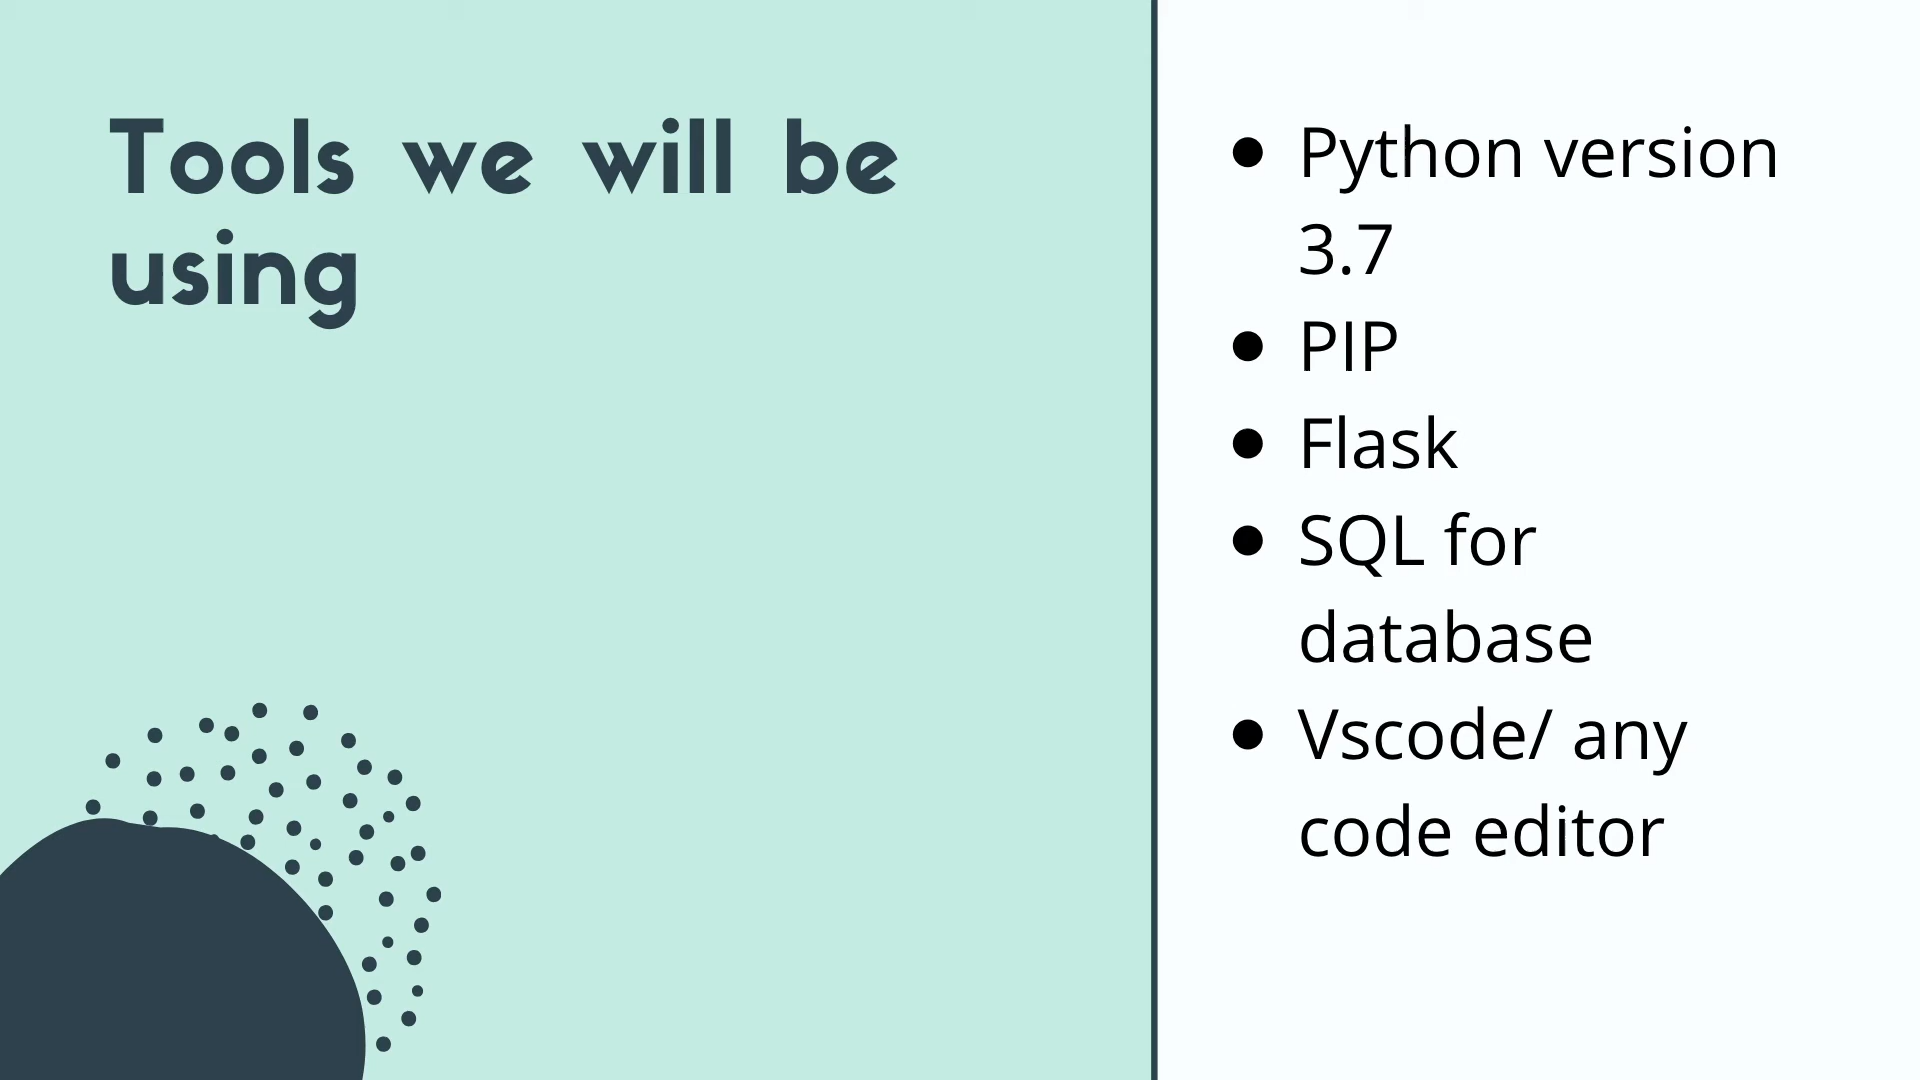 Tools we will be
using
● Python version
3.7
● PIP
● Flask
● SQL for
database
● Vscode/ any
code editor